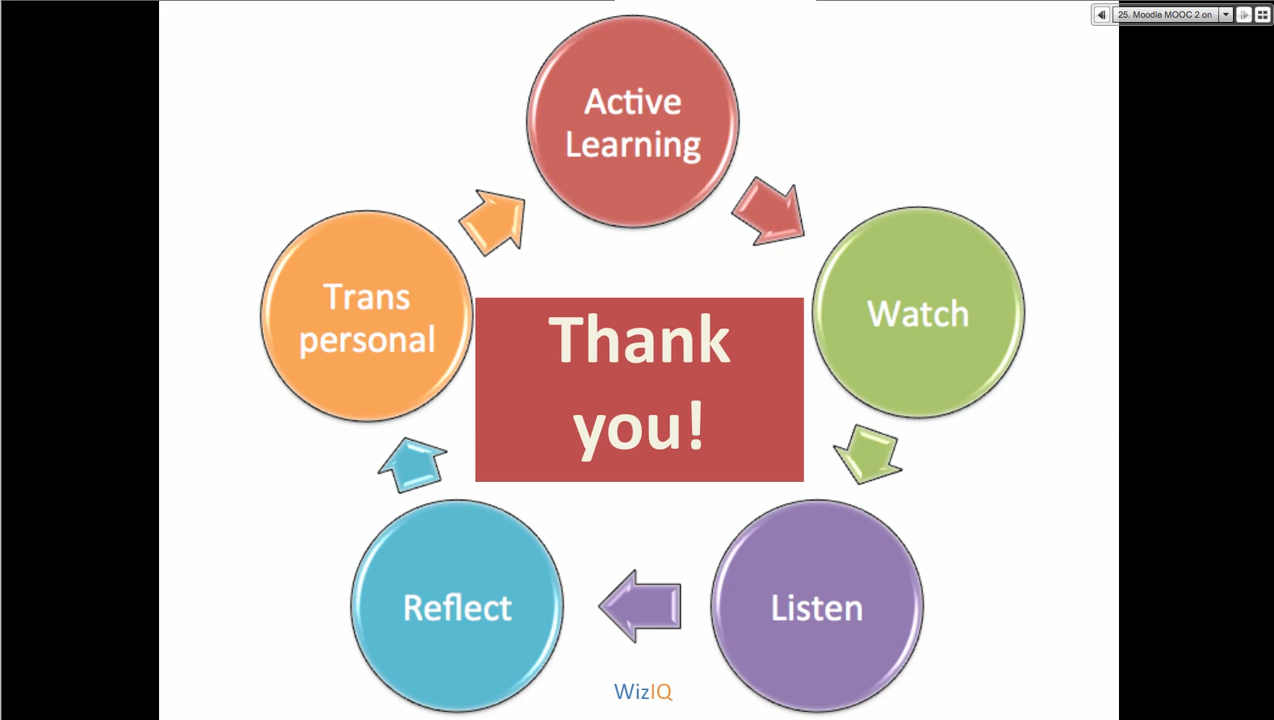 25. Moodle MOOC 2 on
Active
Learning
Trans
personal
Watch
Thank
you!
Reflect
Listen
WizIQ